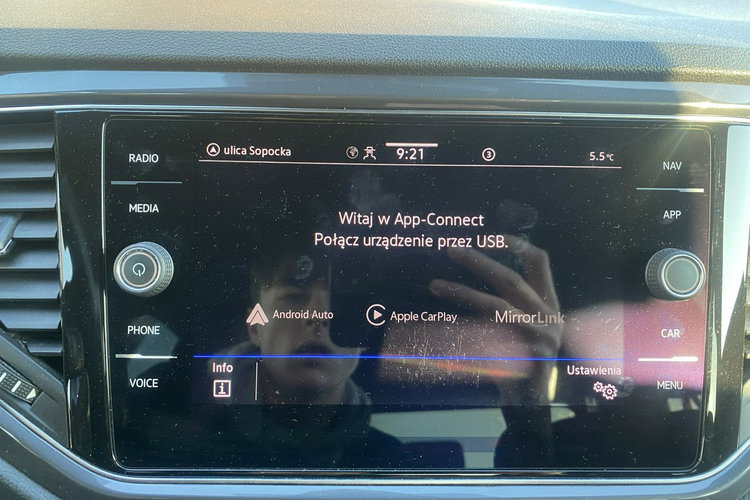 RADIO
MEDIA
PHONE
VOICE
ulica Sopocka
9:21
3
5.5°C
Witaj w App-Connect
Połącz urządzenie przez USB.
Android Auto
Apple CarPlay
MirrorLink
Info
i
Ustawienia
NAV
APP
CAR
MENU